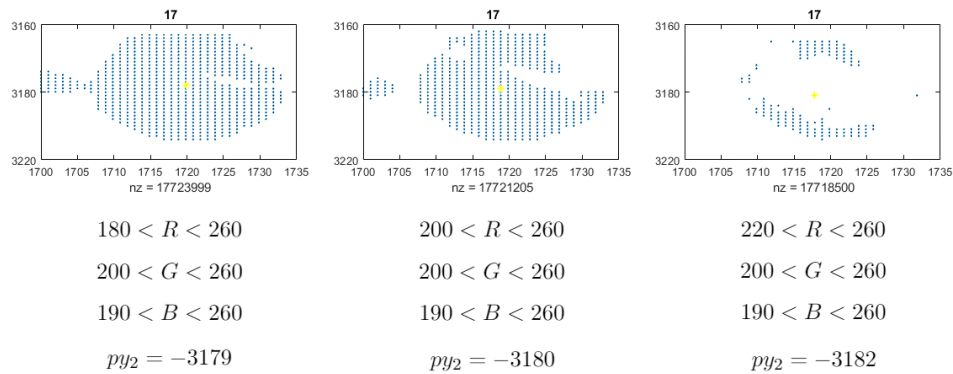 17 17 17
3160 3160 3160
3180 3180 3180
3220 3220 3220
1700 1705 1710 1715 1720 1725 1730 1735 1700 1705 1710 1715 1720 1725 1730 1735 1700 1705 1710 1715 1720 1725 1730 1735
nz = 17723999 nz = 17721205 nz = 17718500
180 < R < 260 200 < R < 260 220 < R < 260
200 < G < 260 200 < G < 260 200 < G < 260
190 < B < 260 190 < B < 260 190 < B < 260
py₂ = −3179 py₂ = −3180 py₂ = −3182